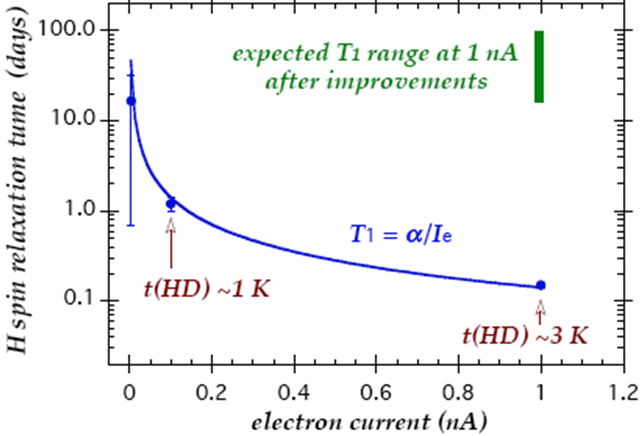 H spin relaxation tume (days)
100.0
10.0
1.0
0.1
expected T1 range at 1 nA
after improvements
T1 = α/Ie
t(HD) ~1 K
t(HD) ~3 K
0
0.2
0.4
0.6
0.8
1
1.2
electron current (nA)